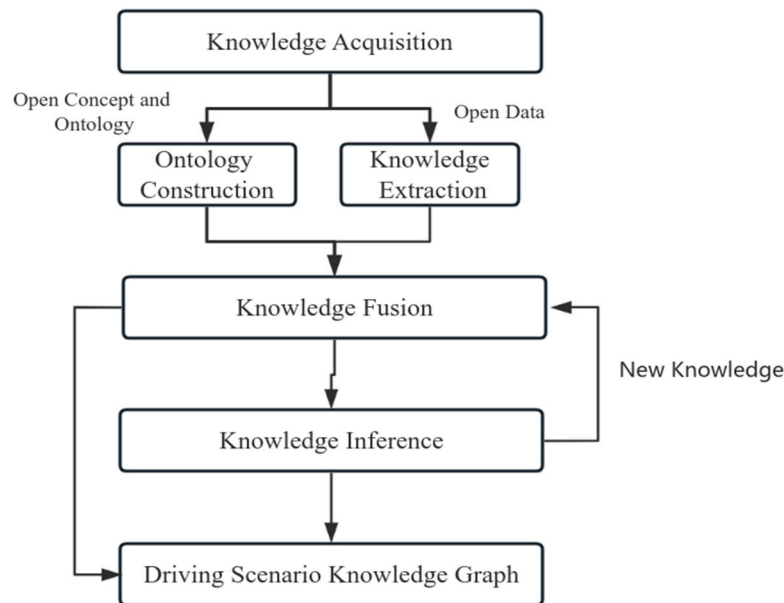 Knowledge Acquisition
Open Concept and
Ontology
Open Data
Ontology
Construction
Knowledge
Extraction
Knowledge Fusion
New Knowledge
Knowledge Inference
Driving Scenario Knowledge Graph